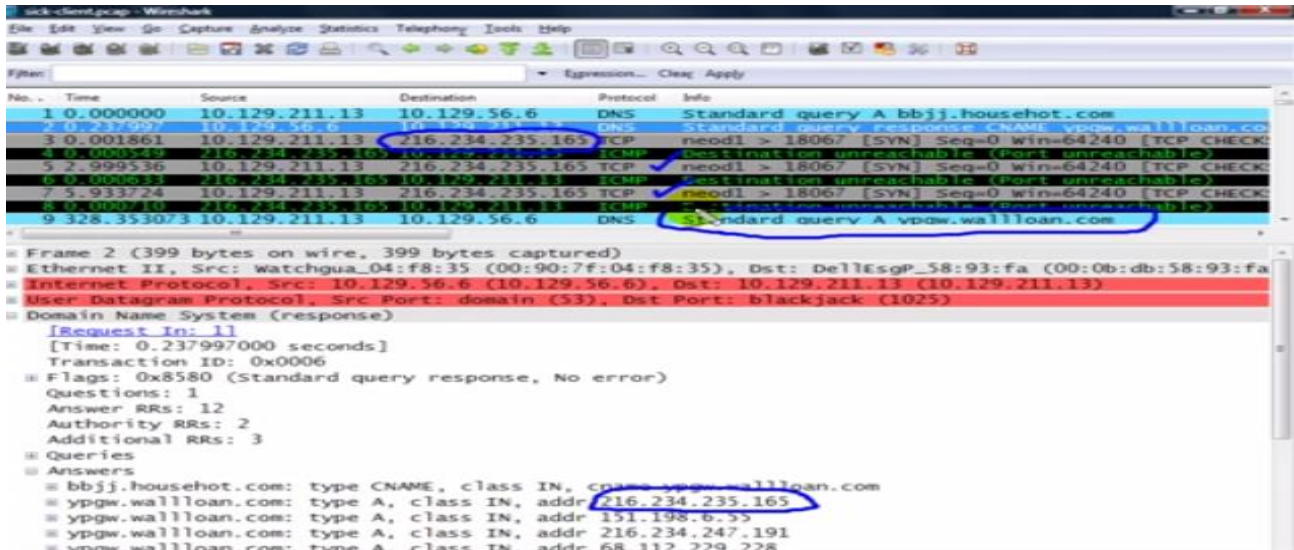 sick-client.pcap - Wireshark
File Edit View Go Capture Analyze Statistics Telephony Tools Help
Filter: Expression... Clear Apply
No. . Time Source Destination Protocol Info
1 0.000000 10.129.211.13 10.129.56.6 DNS Standard query A bbjj.househot.com
2 0.237997 10.129.56.6 10.129.211.13 DNS Standard query response CNAME ypgw.wallloan.co
3 0.001861 10.129.211.13 216.234.235.165 TCP neod1 > 18067 [SYN] Seq=0 Win=64240 [TCP CHECKS
4 0.000549 216.234.235.165 10.129.211.13 ICMP Destination unreachable (Port unreachable)
5 2.999 10.129.211.13 216.234.235.165 TCP neod1 > 18067 [SYN] Seq=0 Win=64240 [TCP CHECKS
6 0.000633 216.234.235.165 10.129.211.13 ICMP Destination unreachable (Port unreachable)
7 5.933724 10.129.211.13 216.234.235.165 TCP neod1 > 18067 [SYN] Seq=0 Win=64240 [TCP CHECKS
8 0.000710 216.234.235.165 10.129.211.13 ICMP unreachable (Port unreachable)
9 328.353073 10.129.211.13 10.129.56.6 DNS Standard query A ypgw.wallloan.com
Frame 2 (399 bytes on wire, 399 bytes captured)
Ethernet II, Src: Watchgua_04:f8:35 (00:90:7f:04:f8:35), Dst: DellEsgP_58:93:fa (00:0b:db:58:93:fa
Internet Protocol, Src: 10.129.56.6 (10.129.56.6), Dst: 10.129.211.13 (10.129.211.13)
User Datagram Protocol, Src Port: domain (53), Dst Port: blackjack (1025)
Domain Name System (response)
[Request In: 1]
[Time: 0.237997000 seconds]
Transaction ID: 0x0006
Flags: 0x8580 (Standard query response, No error)
Questions: 1
Answer RRs: 12
Authority RRs: 2
Additional RRs: 3
Queries
Answers
bbjj.househot.com: type CNAME, class IN, cname ypgw.wallloan.com
ypgw.wallloan.com: type A, class IN, addr 216.234.235.165
ypgw.wallloan.com: type A, class IN, addr 151.198.6.55
ypgw.wallloan.com: type A, class IN, addr 216.234.247.191
ypgw.wallloan.com: type A, class IN, addr 68.112.229.228